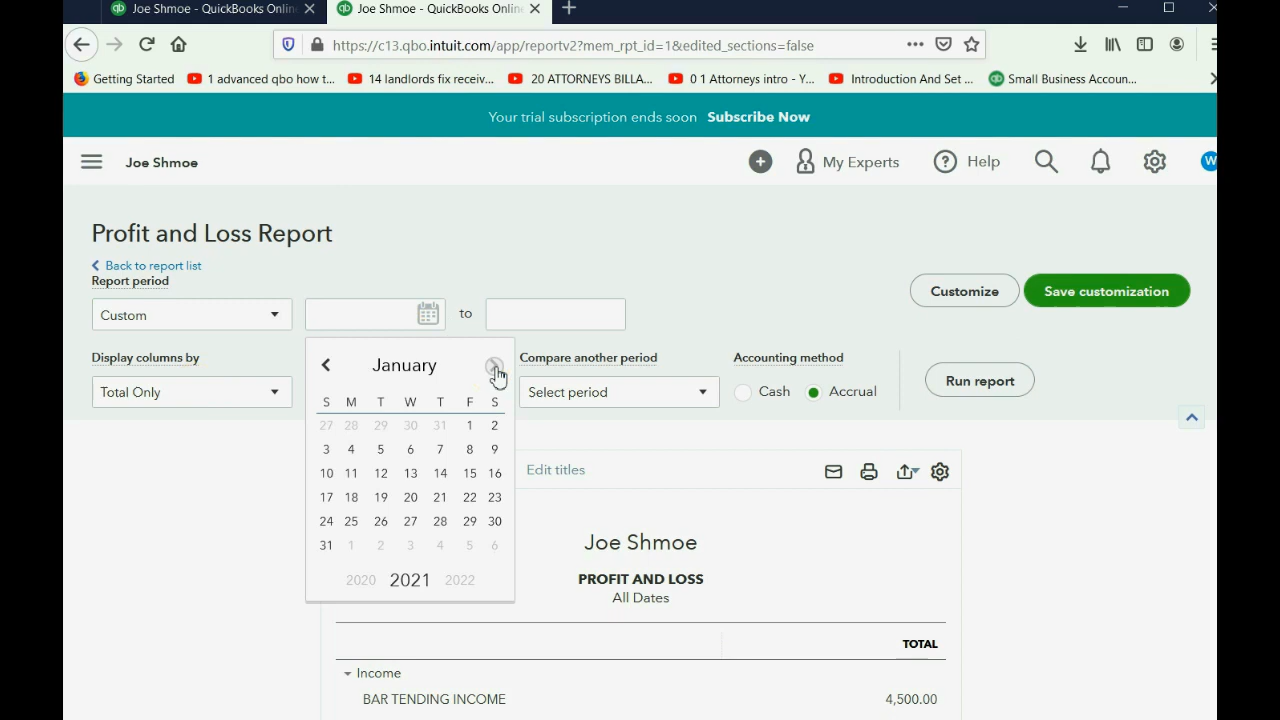 Joe Shmoe - QuickBooks Onlin
Joe Shmoe - QuickBooks Onlin
https://c13.qbo.intuit.com/app/reportv2?mem_rpt_id=1&edited_sections=false
Getting Started
1 advanced qbo how t...
14 landlords fix receiv...
20 ATTORNEYS BILLA...
0 1 Attorneys intro - Y...
Introduction And Set ...
Small Business Accoun...
Your trial subscription ends soon Subscribe Now
Joe Shmoe
My Experts
Help
W
Profit and Loss Report
Back to report list
Report period
Custom
to
Customize
Save customization
Display columns by
Total Only
Compare another period
Select period
Accounting method
Cash
Accrual
Run report
January
S M T W T F S
27 28 29 30 31 1 2
3 4 5 6 7 8 9
10 11 12 13 14 15 16
17 18 19 20 21 22 23
24 25 26 27 28 29 30
31 1 2 3 4 5 6
2020 2021 2022
Edit titles
Joe Shmoe
PROFIT AND LOSS
All Dates
TOTAL
Income
BAR TENDING INCOME 4,500.00